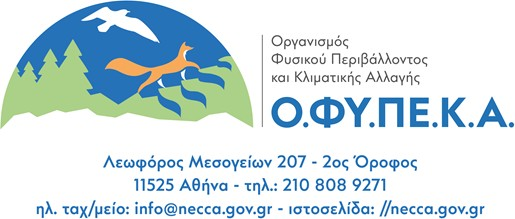 Οργανισμός
Φυσικού Περιβάλλοντος
και Κλιματικής Αλλαγής
Ο.ΦΥ.ΠΕ.Κ.Α.
Λεωφόρος Μεσογείων 207 - 2ος Όροφος
11525 Αθήνα - τηλ.: 210 808 9271
ηλ. ταχ/μείο: info@necca.gov.gr - ιστοσελίδα: //necca.gov.gr